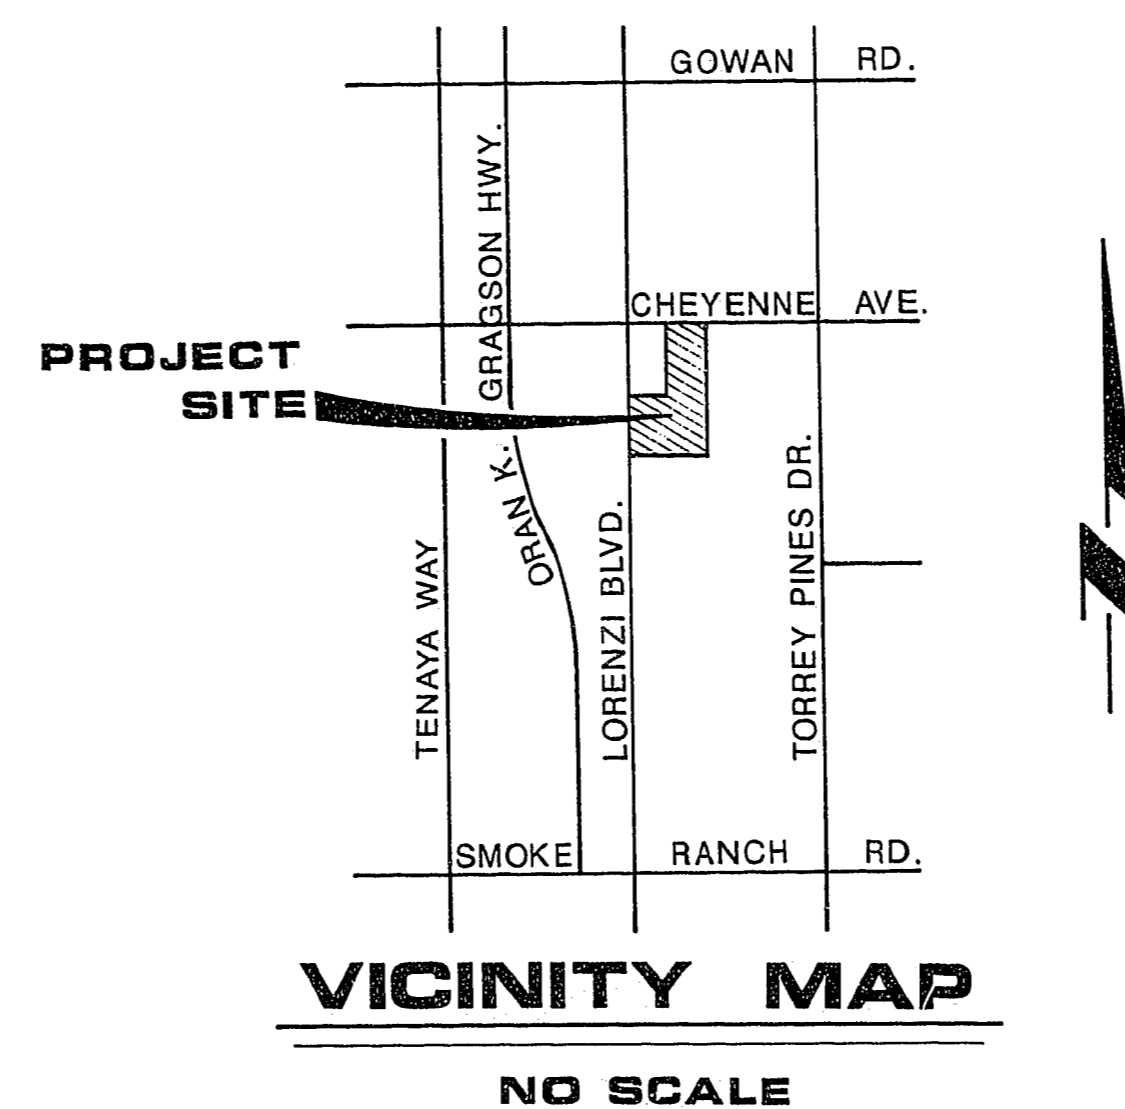 GOWAN RD.
GRAGSON HWY.
CHEYENNE AVE.
PROJECT
SITE
ORAN K.
TENAYA WAY
LORENZI BLVD.
TORREY PINES DR.
SMOKE RANCH RD.
VICINITY MAP
NO SCALE